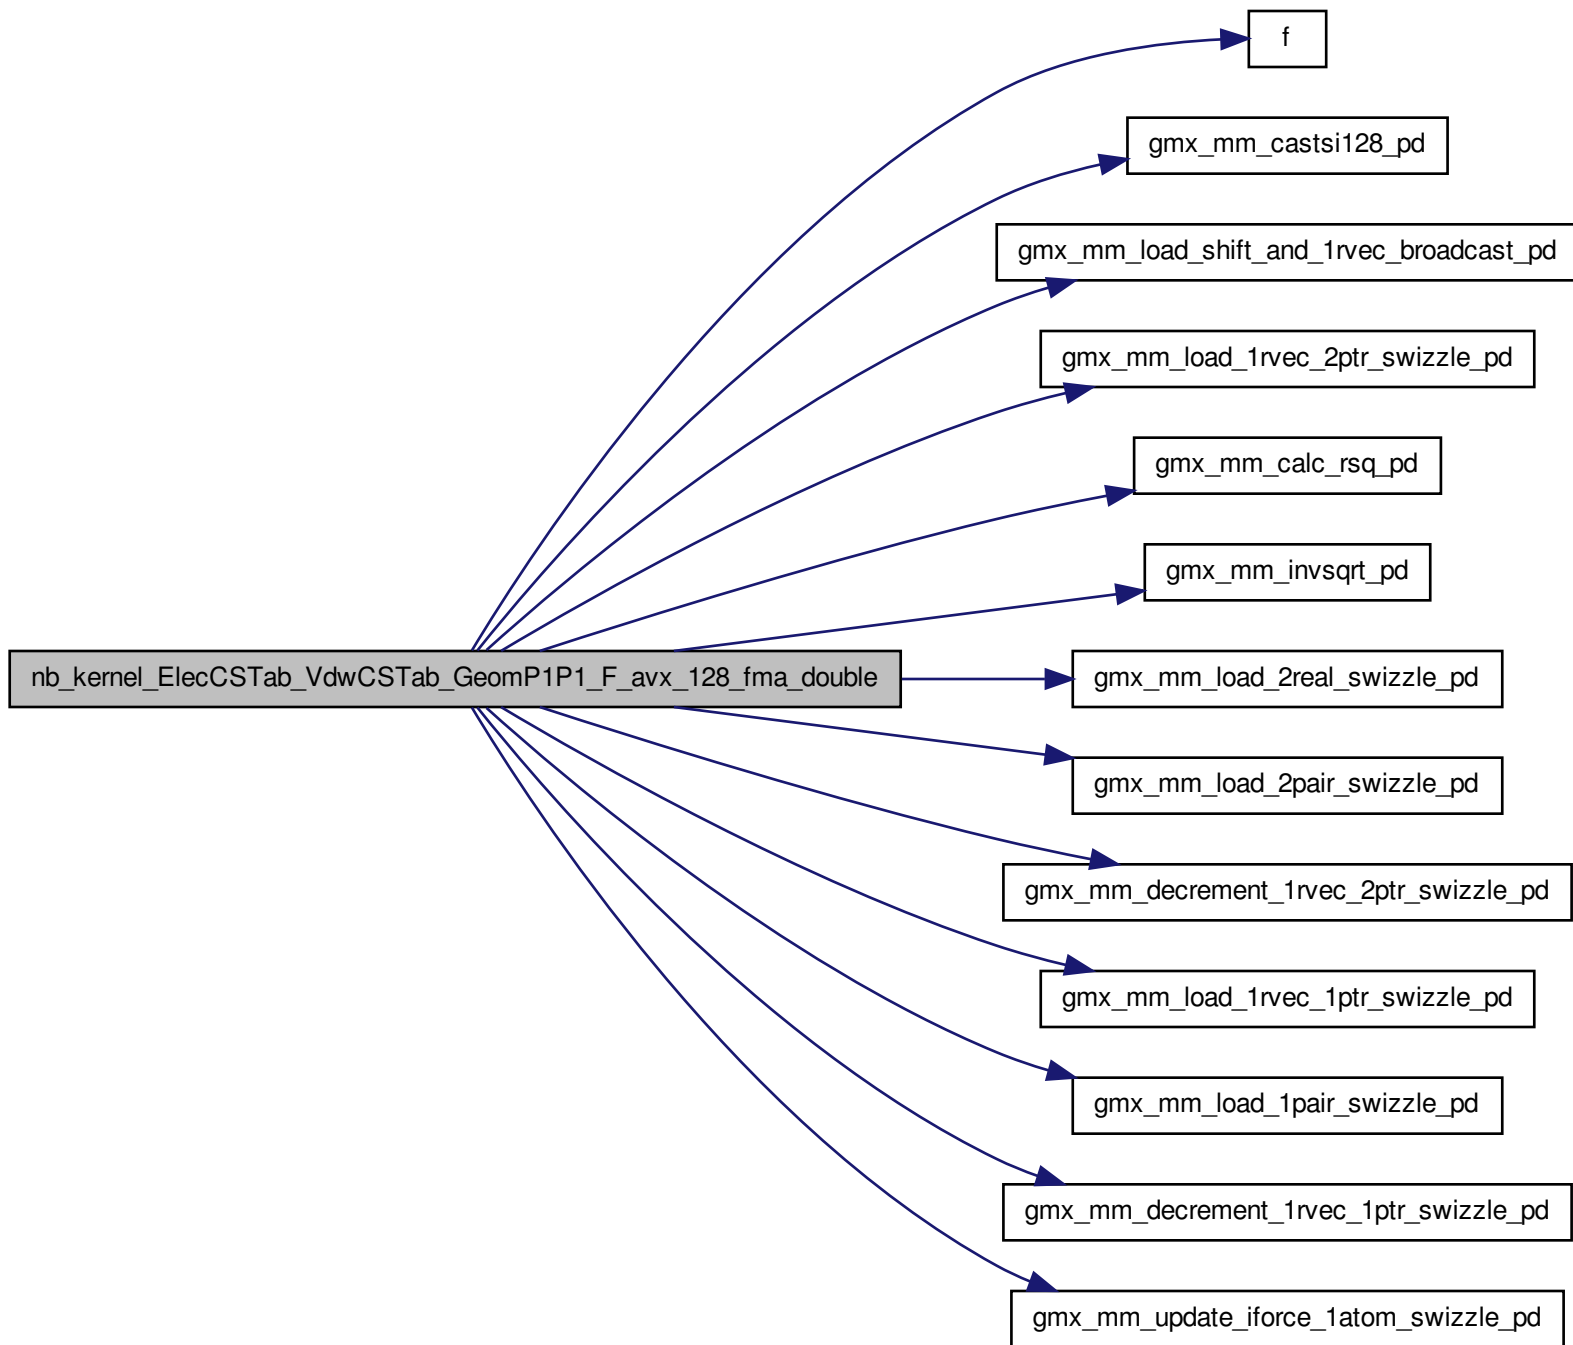 f
gmx_mm_castsi128_pd
gmx_mm_load_shift_and_1rvec_broadcast_pd
gmx_mm_load_1rvec_2ptr_swizzle_pd
gmx_mm_calc_rsq_pd
gmx_mm_invsqrt_pd
nb_kernel_ElecCSTab_VdwCSTab_GeomP1P1_F_avx_128_fma_double
gmx_mm_load_2real_swizzle_pd
gmx_mm_load_2pair_swizzle_pd
gmx_mm_decrement_1rvec_2ptr_swizzle_pd
gmx_mm_load_1rvec_1ptr_swizzle_pd
gmx_mm_load_1pair_swizzle_pd
gmx_mm_decrement_1rvec_1ptr_swizzle_pd
gmx_mm_update_iforce_1atom_swizzle_pd